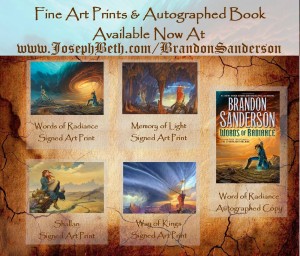 Fine Art Prints & Autographed Book
Available Now At
www.JosephBeth.com/BrandonSanderson
Words of Radiance
Signed Art Print
Memory of Light
Signed Art Print
BRANDON
SANDERSON
WORDS OF RADIANCE
Word of Radiance
Autographed Copy
Shallan
Signed Art Print
Way of Kings
Signed Art Print